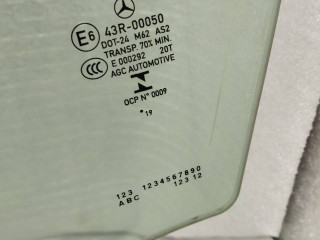 E6 43R-00050
DOT-24 M62 AS2
TRANSP. 70% MIN.
CCC E 000292 20T
AGC AUTOMOTIVE
OCP N° 0009
• 19
123 1234567890
ABC 123 12